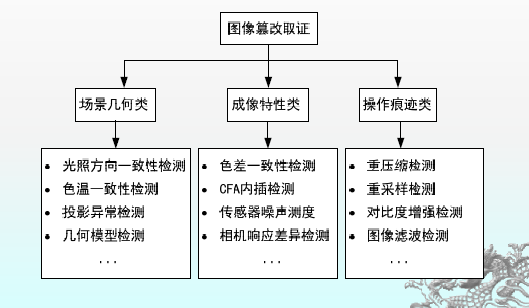 图像篡改取证
场景几何类
成像特性类
操作痕迹类
• 光照方向一致性检测
• 色温一致性检测
• 投影异常检测
• 几何模型检测
...
• 色差一致性检测
• CFA内插检测
• 传感器噪声测度
• 相机响应差异检测
...
• 重压缩检测
• 重采样检测
• 对比度增强检测
• 图像滤波检测
...